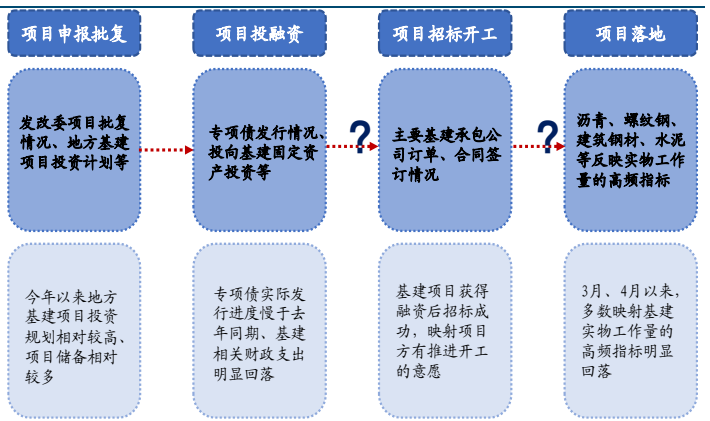 项目申报批复
项目投融资
项目招标开工
项目落地
发改委项目批复
情况、地方基建
项目投资计划等
专项债发行情况、
投向基建固定资
产投资等
?
主要基建承包公
司订单、合同签
订情况
?
沥青、螺纹钢、
建筑钢材、水泥
等反映实物工作
量的高频指标
今年以来地方
基建项目投资
规划相对较高、
项目储备相对
较多
专项债实际发
行进度慢于去
年同期、基建
相关财政支出
明显回落
基建项目获得
融资后招标成
功，映射项目
方有推进开工
的意愿
3月、4月以来，
多数映射基建
实物工作量的
高频指标明显
回落